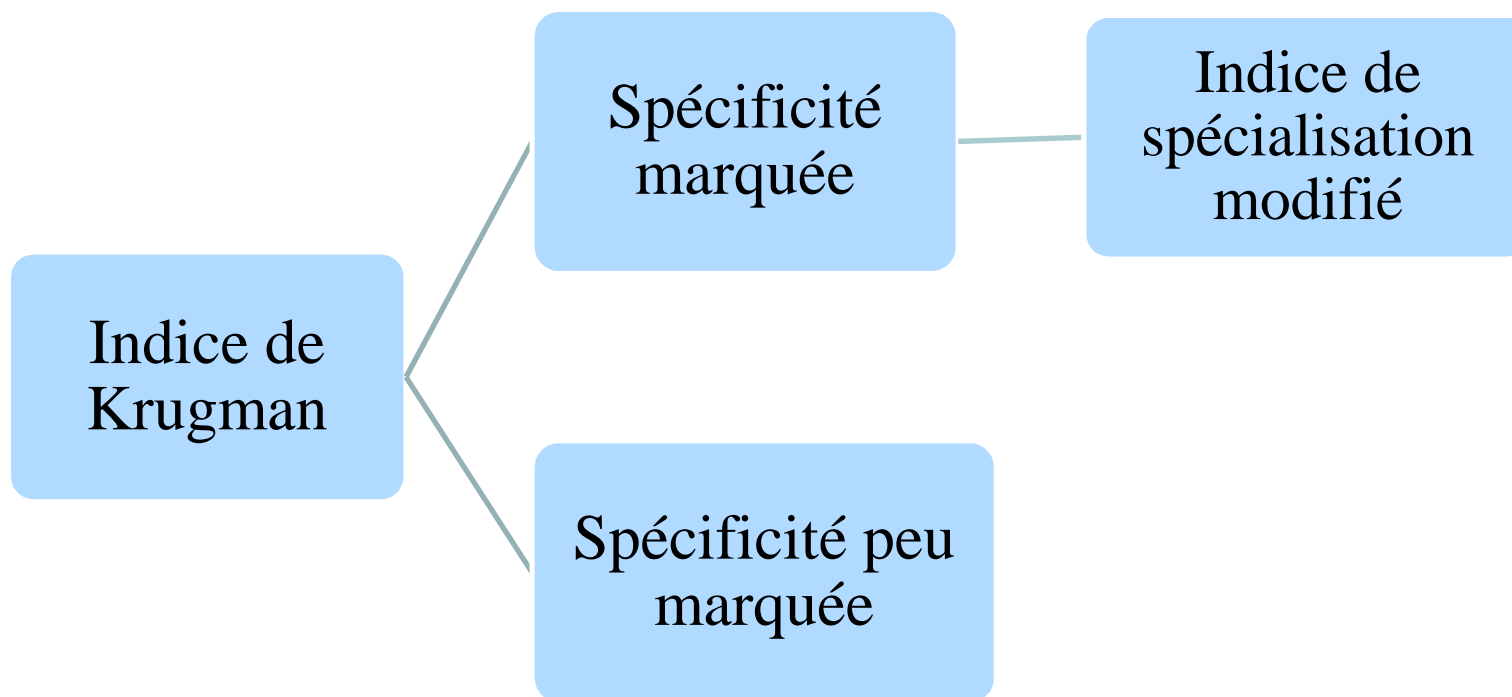 Indice de
Krugman
Spécificité
marquée
Indice de
spécialisation
modifié
Spécificité peu
marquée